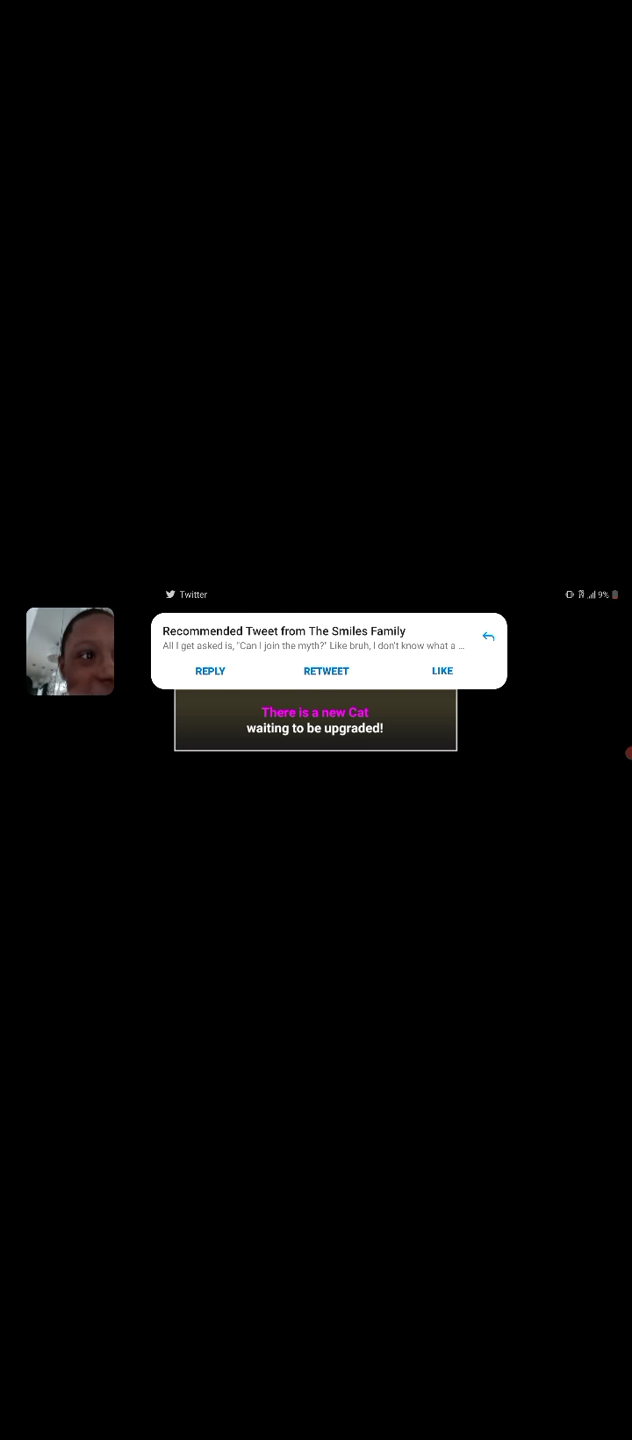 Twitter
9%
Recommended Tweet from The Smiles Family
All I get asked is, "Can I join the myth?" Like bruh, I don't know what a ...
REPLY RETWEET LIKE
There is a new Cat
waiting to be upgraded!